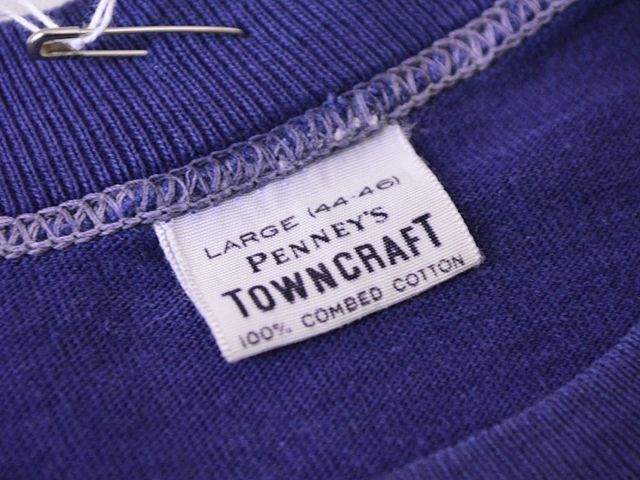 LARGE (44-46)
PENNEY'S
TOWNCRAFT
100% COMBED COTTON